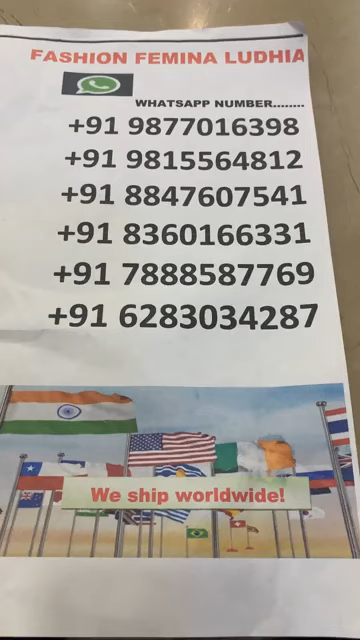 FASHION FEMINA LUDHIA
WHATSAPP NUMBER........
+91 9877016398
+91 9815564812
+91 8847607541
+91 8360166331
+91 7888587769
+91 6283034287
We ship worldwide!